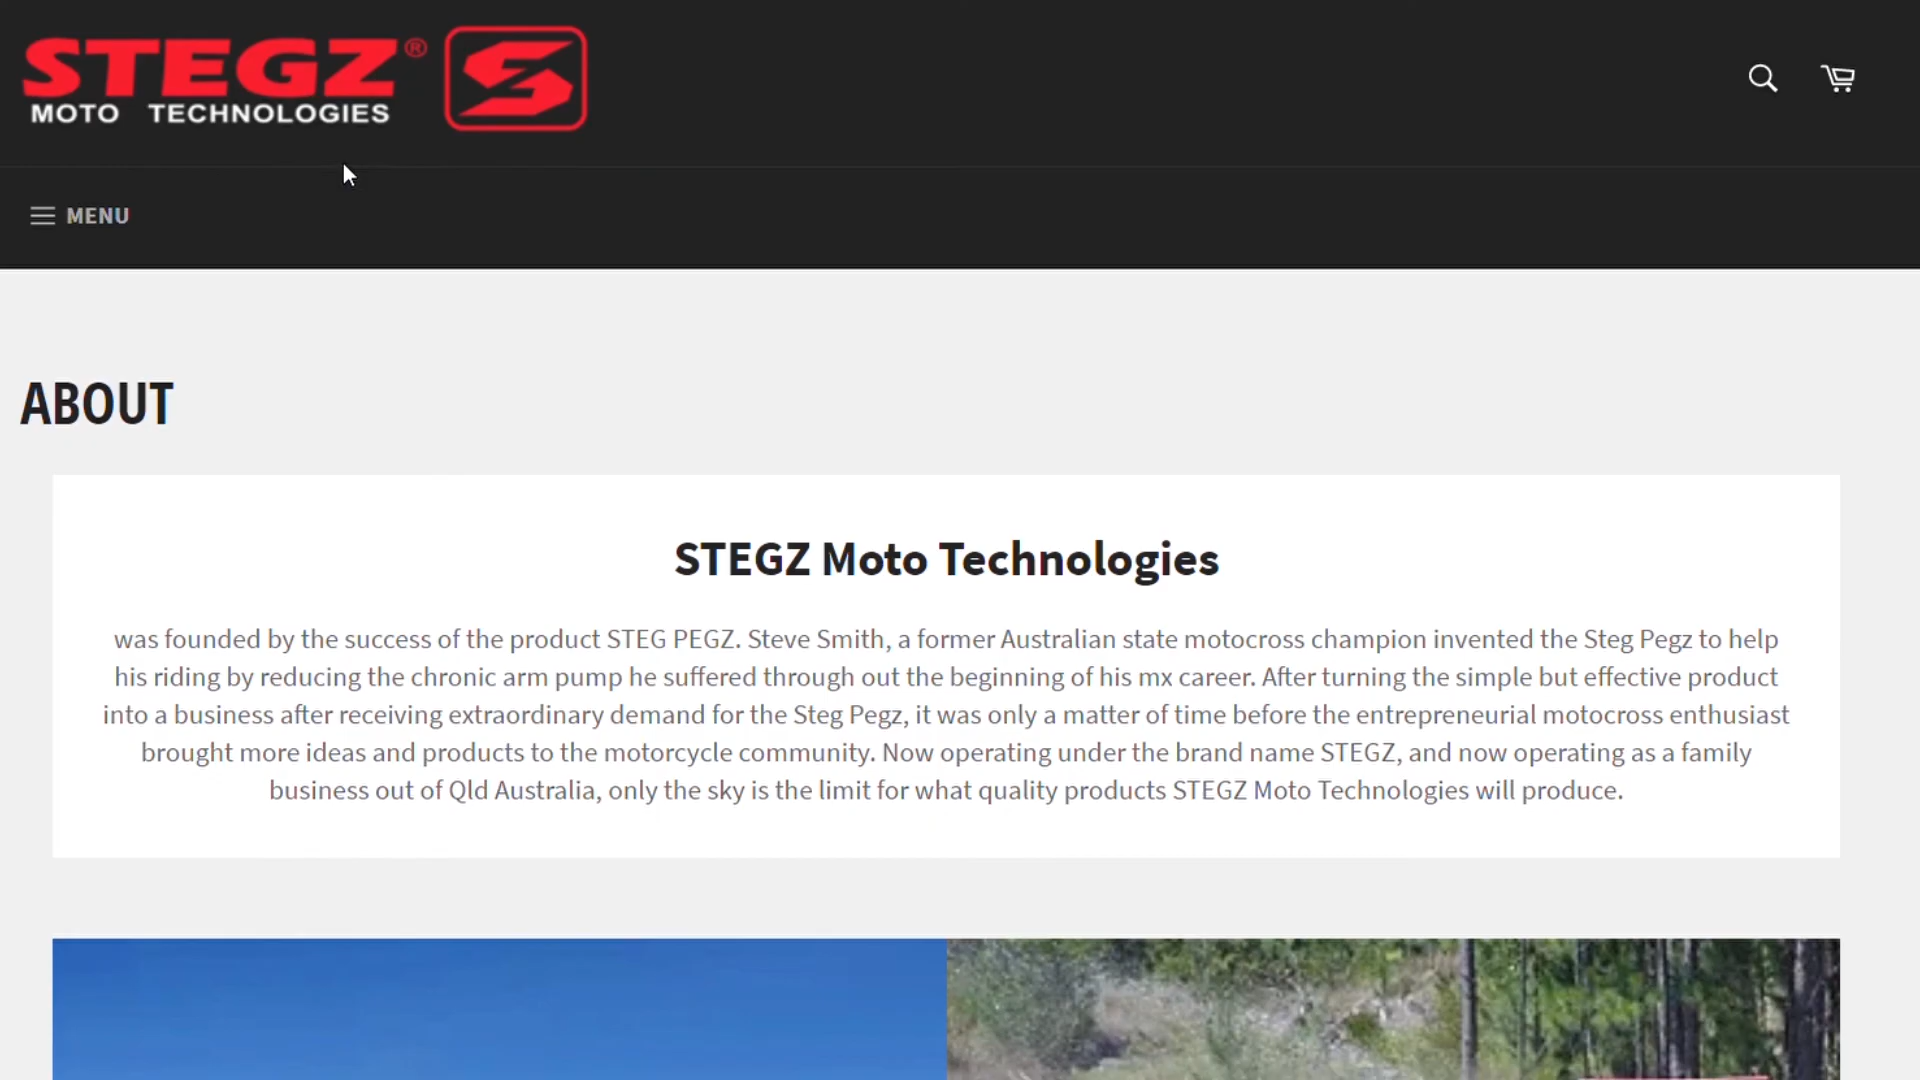 STEGZ®
MOTO TECHNOLOGIES
MENU
ABOUT
STEGZ Moto Technologies
was founded by the success of the product STEG PEGZ. Steve Smith, a former Australian state motocross champion invented the Steg Pegz to help
his riding by reducing the chronic arm pump he suffered through out the beginning of his mx career. After turning the simple but effective product
into a business after receiving extraordinary demand for the Steg Pegz, it was only a matter of time before the entrepreneurial motocross enthusiast
brought more ideas and products to the motorcycle community. Now operating under the brand name STEGZ, and now operating as a family
business out of Qld Australia, only the sky is the limit for what quality products STEGZ Moto Technologies will produce.